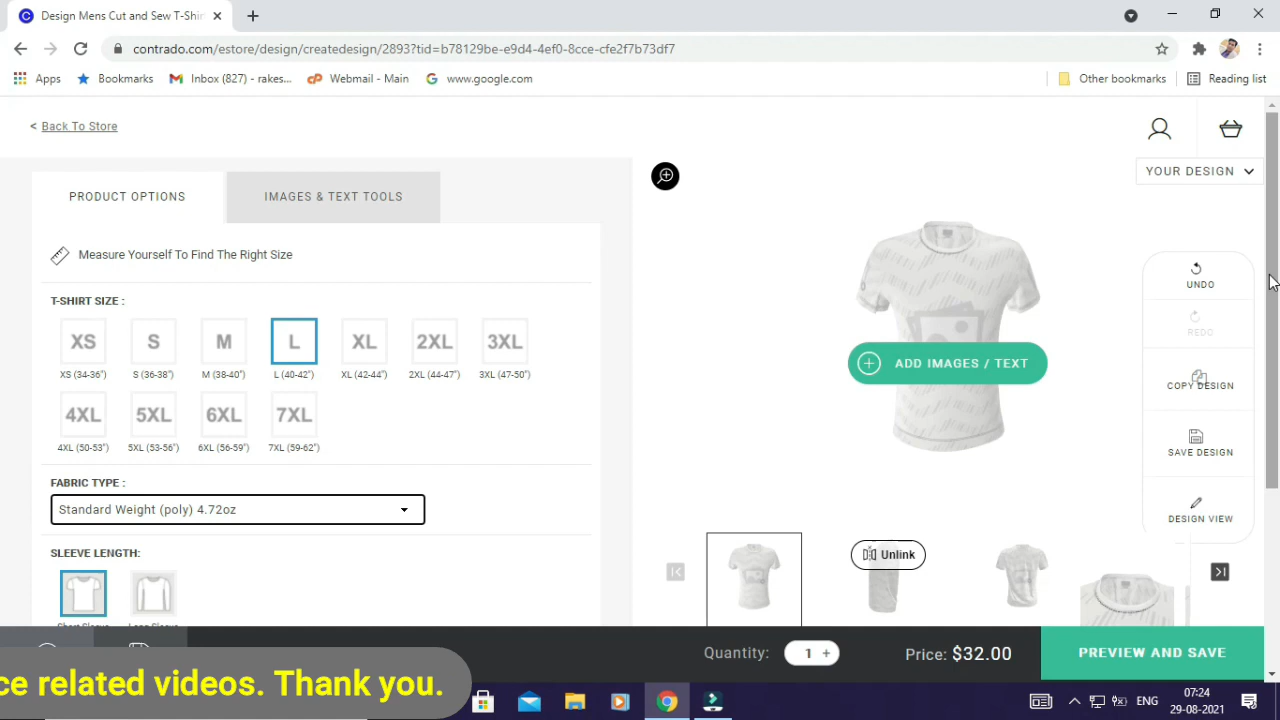 Design Mens Cut and Sew T-Shir
contrado.com/estore/design/createdesign/2893?tid=b78129be-e9d4-4ef0-8cce-cfe2f7b73df7
Apps
Bookmarks
Inbox (827) - rakes...
Webmail - Main
www.google.com
Other bookmarks
Reading list
< Back To Store
YOUR DESIGN
PRODUCT OPTIONS
IMAGES & TEXT TOOLS
Measure Yourself To Find The Right Size
T-SHIRT SIZE :
XS S M L XL 2XL 3XL
XS (34-36") S (36-38") M (38-40") L (40-42") XL (42-44") 2XL (44-47") 3XL (47-50")
4XL 5XL 6XL 7XL
4XL (50-53") 5XL (53-56") 6XL (56-59") 7XL (59-62")
FABRIC TYPE :
Standard Weight (poly) 4.72oz
SLEEVE LENGTH:
Short Sleeve Long Sleeve
ADD IMAGES / TEXT
UNDO
REDO
COPY DESIGN
SAVE DESIGN
DESIGN VIEW
Unlink
Quantity: 1 +
Price: $32.00
PREVIEW AND SAVE
ce related videos. Thank you.
ENG
07:24
29-08-2021